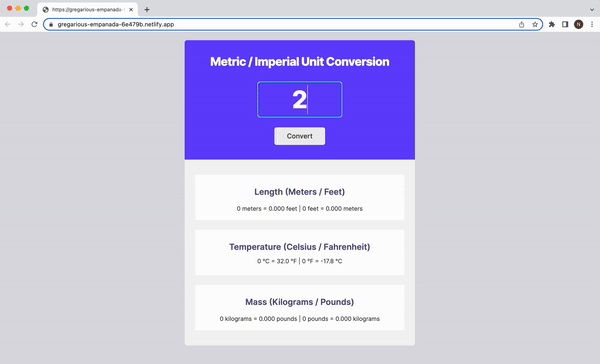 https://gregarious-empanada-
gregarious-empanada-6e479b.netlify.app
N
Metric / Imperial Unit Conversion
2
Convert
Length (Meters / Feet)
0 meters = 0.000 feet | 0 feet = 0.000 meters
Temperature (Celsius / Fahrenheit)
0 °C = 32.0 °F | 0 °F = -17.8 °C
Mass (Kilograms / Pounds)
0 kilograms = 0.000 pounds | 0 pounds = 0.000 kilograms